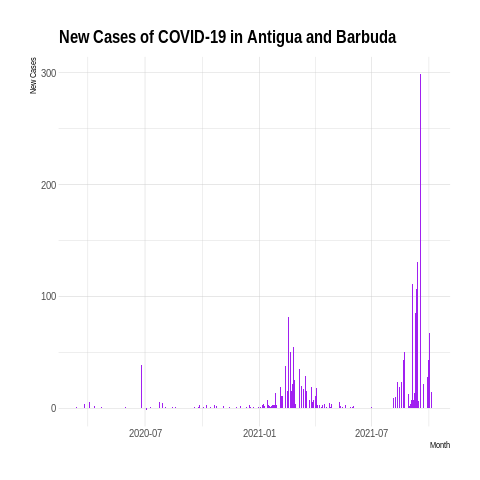 New Cases of COVID-19 in Antigua and Barbuda
New Cases
300
200
100
0
2020-07
2021-01
2021-07
Month